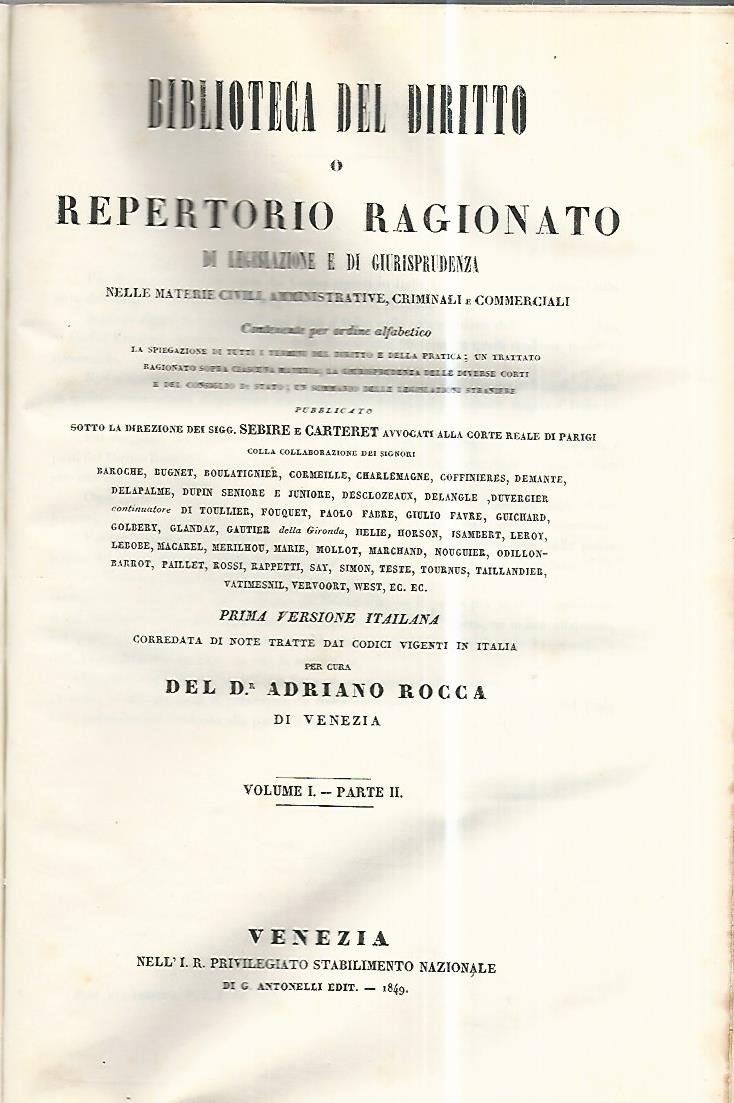 BIBLIOTECA DEL DIRITTO
O
REPERTORIO RAGIONATO
DI LEGISLAZIONE E DI GIURISPRUDENZA
NELLE MATERIE CIVILI, AMMINISTRATIVE, CRIMINALI E COMMERCIALI
Contenente per ordine alfabetico
LA SPIEGAZIONE DI TUTTI I TERMINI DEL DIRITTO E DELLA PRATICA; UN TRATTATO
RAGIONATO SOPRA CIASCUNA MATERIA; LA GIURISPRUDENZA DELLE DIVERSE CORTI
E DEL CONSIGLIO DI STATO; UN SOMMARIO DELLE LEGISLAZIONI STRANIERE
PUBBLICATO
SOTTO LA DIREZIONE DEI SIGG. SEBIRE E CARTERET AVVOCATI ALLA CORTE REALE DI PARIGI
COLLA COLLABORAZIONE DEI SIGNORI
BAROCHE, BUGNET, BOULATIGNIER, CORMEILLE, CHARLEMAGNE, COFFINIERES, DEMANTE,
DELAPALME, DUPIN SENIORE E JUNIORE, DESCLOZEAUX, DELANGLE ,DUVERGIER
continuatore DI TOULLIER, FOUQUET, PAOLO FABRE, GIULIO FAVRE, GUICHARD,
GOLBERY, GLANDAZ, GAUTIER della Gironda, HELIE, HORSON, ISAMBERT, LEROY,
LEBOBE, MACAREL, MERILHOU, MARIE, MOLLOT, MARCHAND, NOUGUIER, ODILLON-
BARROT, PAILLET, ROSSI, RAPPETTI, SAY, SIMON, TESTE, TOURNUS, TAILLANDIER,
VATIMESNIL, VERVOORT, WEST, EC. EC.
PRIMA VERSIONE ITAILANA
CORREDATA DI NOTE TRATTE DAI CODICI VIGENTI IN ITALIA
PER CURA
DEL D.R ADRIANO ROCCA
DI VENEZIA
VOLUME I. — PARTE II.
VENEZIA
NELL' I. R. PRIVILEGIATO STABILIMENTO NAZIONALE
DI G. ANTONELLI EDIT. — 1849.